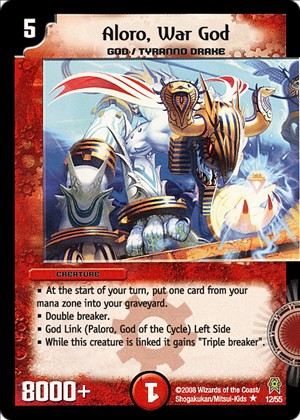 5
Aloro, War God
GOD / TYRANNO DRAKE
CREATURE
▪ At the start of your turn, put one card from your
mana zone into your graveyard.
▪ Double breaker.
▪ God Link (Paloro, God of the Cycle) Left Side
▪ While this creature is linked it gains "Triple breaker".
8000+
1
©2008 Wizards of the Coast/
Shogakukan/Mitsui-Kids ★ 12/55